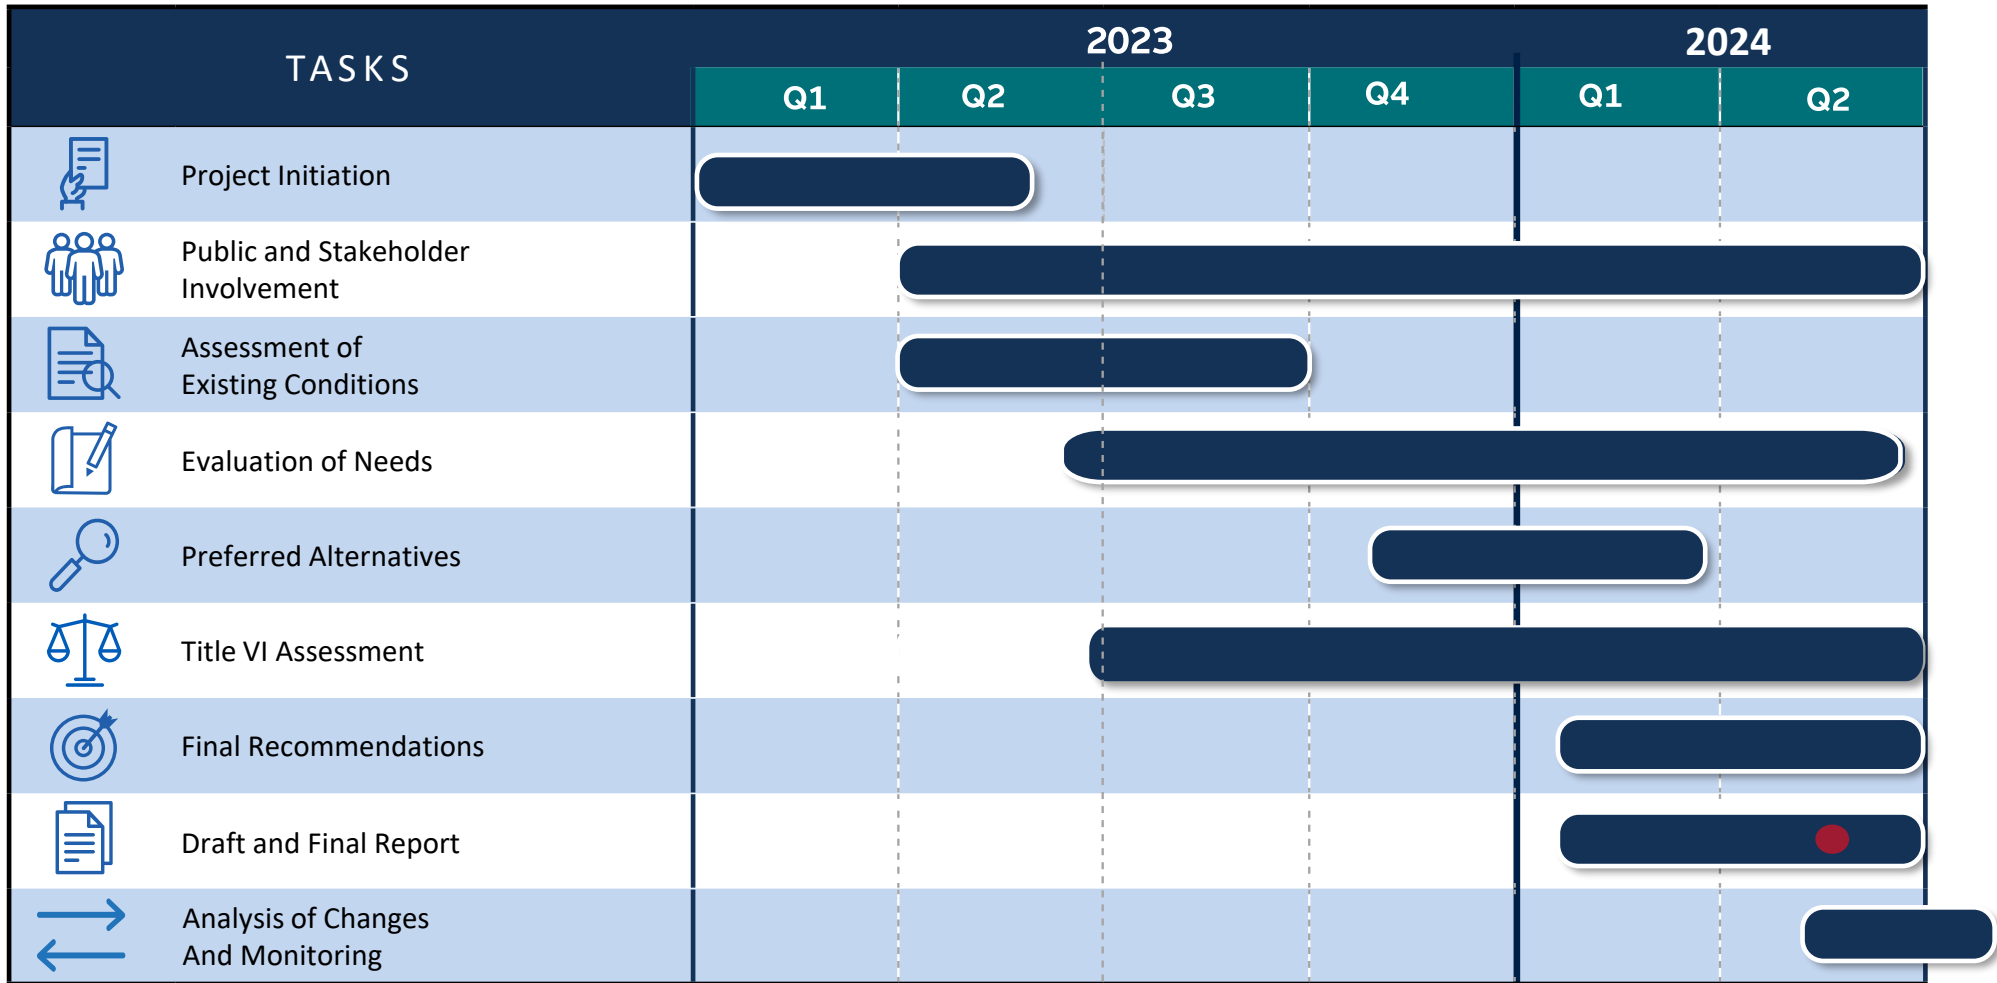 TASKS
2023
2024
Q1
Q2
Q3
Q4
Q1
Q2
Project Initiation
Public and Stakeholder
Involvement
Assessment of
Existing Conditions
Evaluation of Needs
Preferred Alternatives
Title VI Assessment
Final Recommendations
Draft and Final Report
Analysis of Changes
And Monitoring